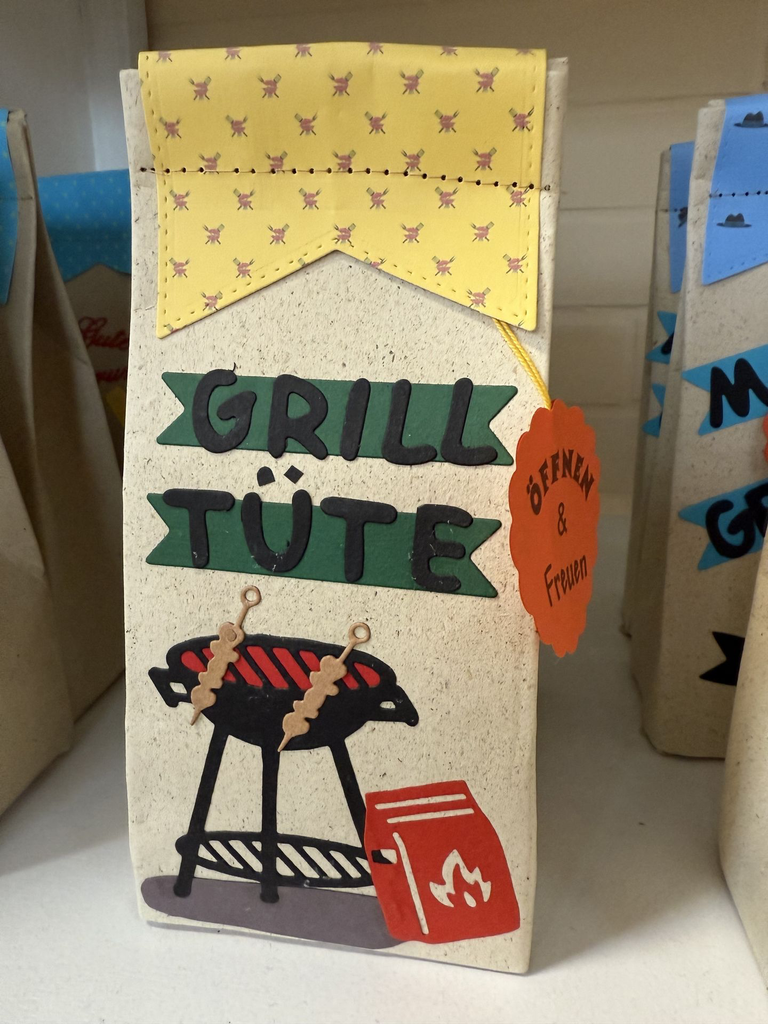 GRILL
TÜTE
ÖFFNEN
&
Freuen